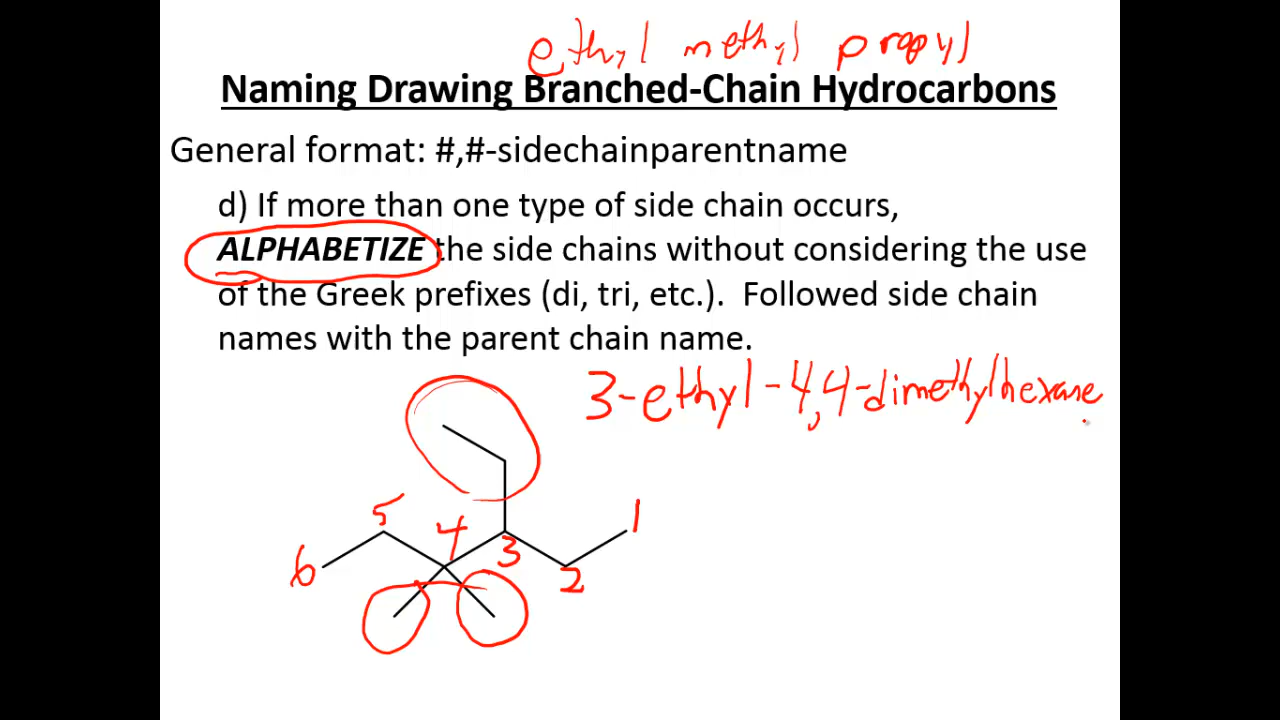 ethyl methyl propyl
Naming Drawing Branched-Chain Hydrocarbons
General format: #,#-sidechainparentname
d) If more than one type of side chain occurs,
ALPHABETIZE the side chains without considering the use
of the Greek prefixes (di, tri, etc.). Followed side chain
names with the parent chain name.
3-ethyl-4,4-dimethylhexane
5 4 3 1
6 2